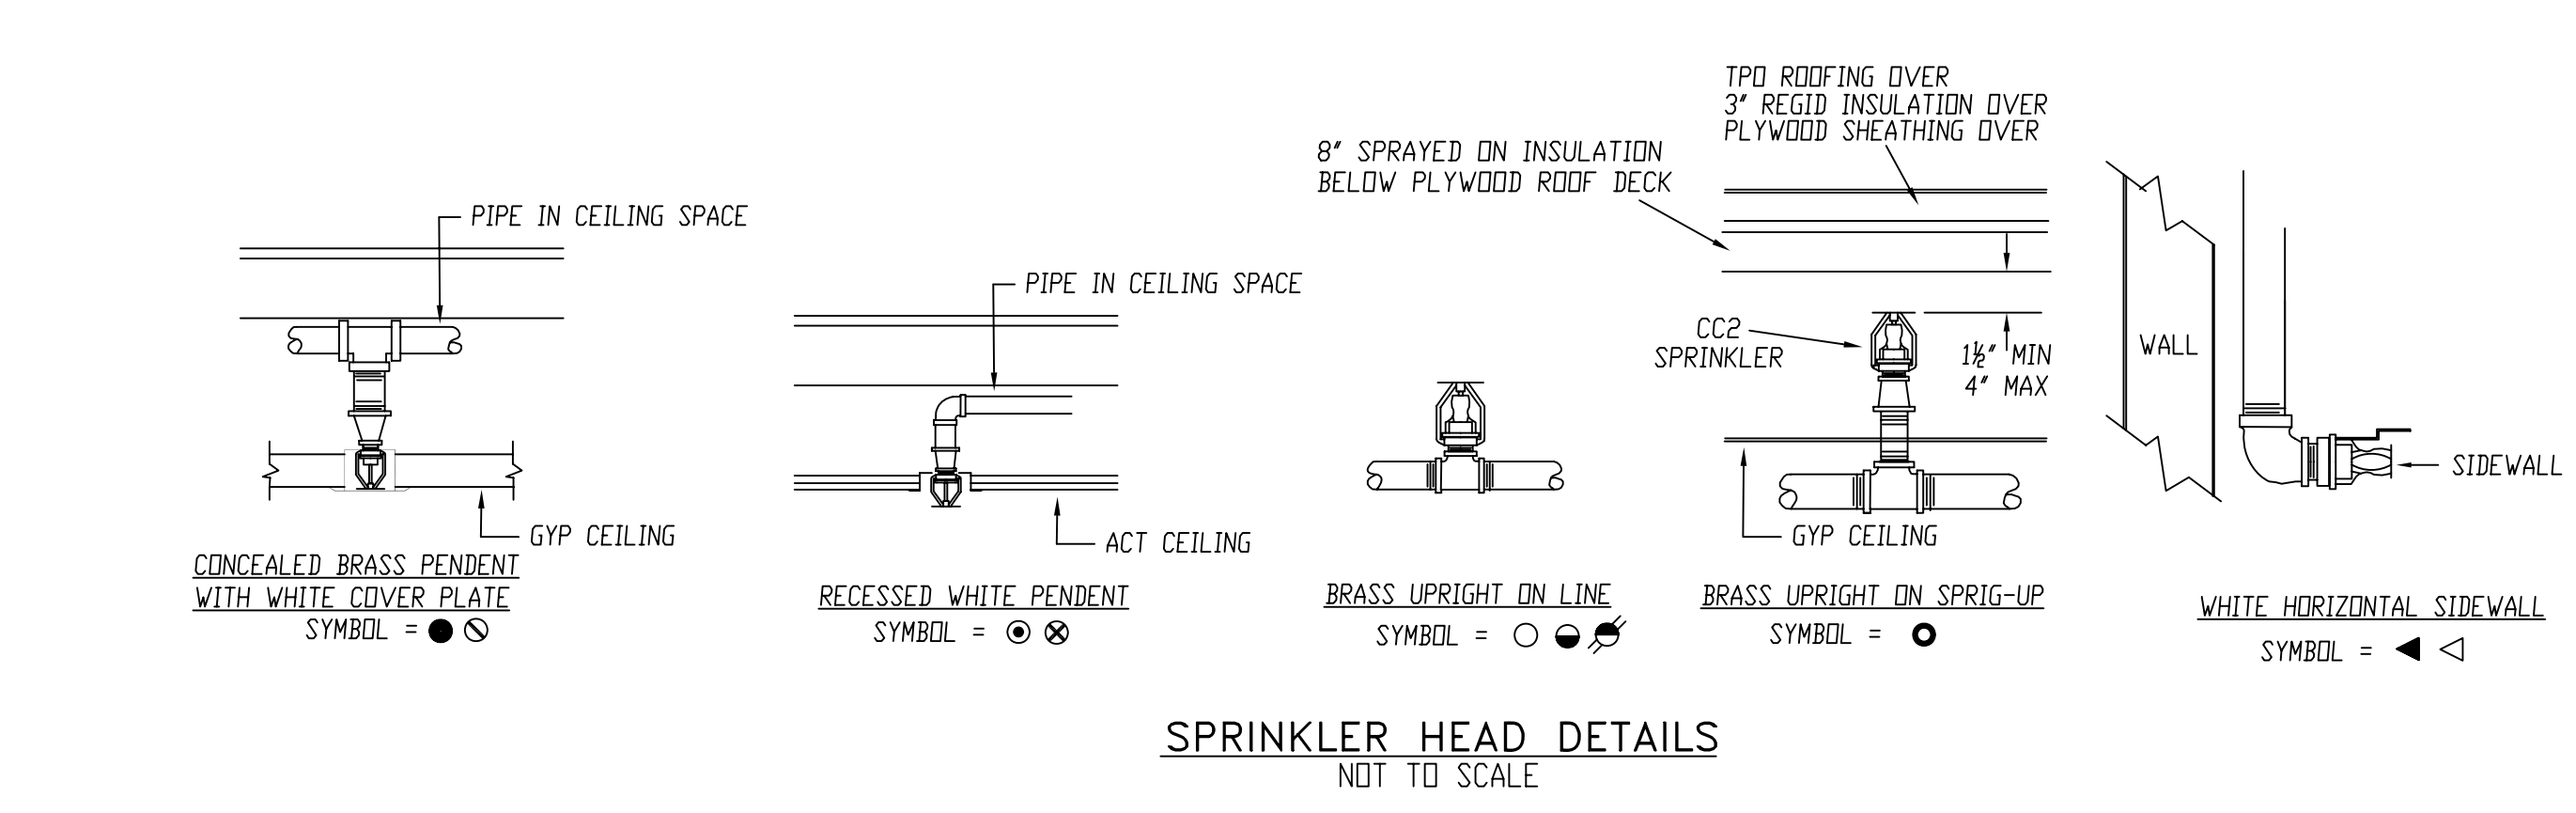 PIPE IN CEILING SPACE
GYP CEILING
CONCEALED BRASS PENDENT
WITH WHITE COVER PLATE
SYMBOL =
PIPE IN CEILING SPACE
ACT CEILING
RECESSED WHITE PENDENT
SYMBOL =
BRASS UPRIGHT ON LINE
SYMBOL =
8" SPRAYED ON INSULATION
BELOW PLYWOOD ROOF DECK
TPO ROOFING OVER
3" REGID INSULATION OVER
PLYWOOD SHEATHING OVER
CC2
SPRINKLER
1½" MIN
4" MAX
GYP CEILING
BRASS UPRIGHT ON SPRIG-UP
SYMBOL =
WALL
SIDEWALL
WHITE HORIZONTAL SIDEWALL
SYMBOL =
SPRINKLER HEAD DETAILS
NOT TO SCALE